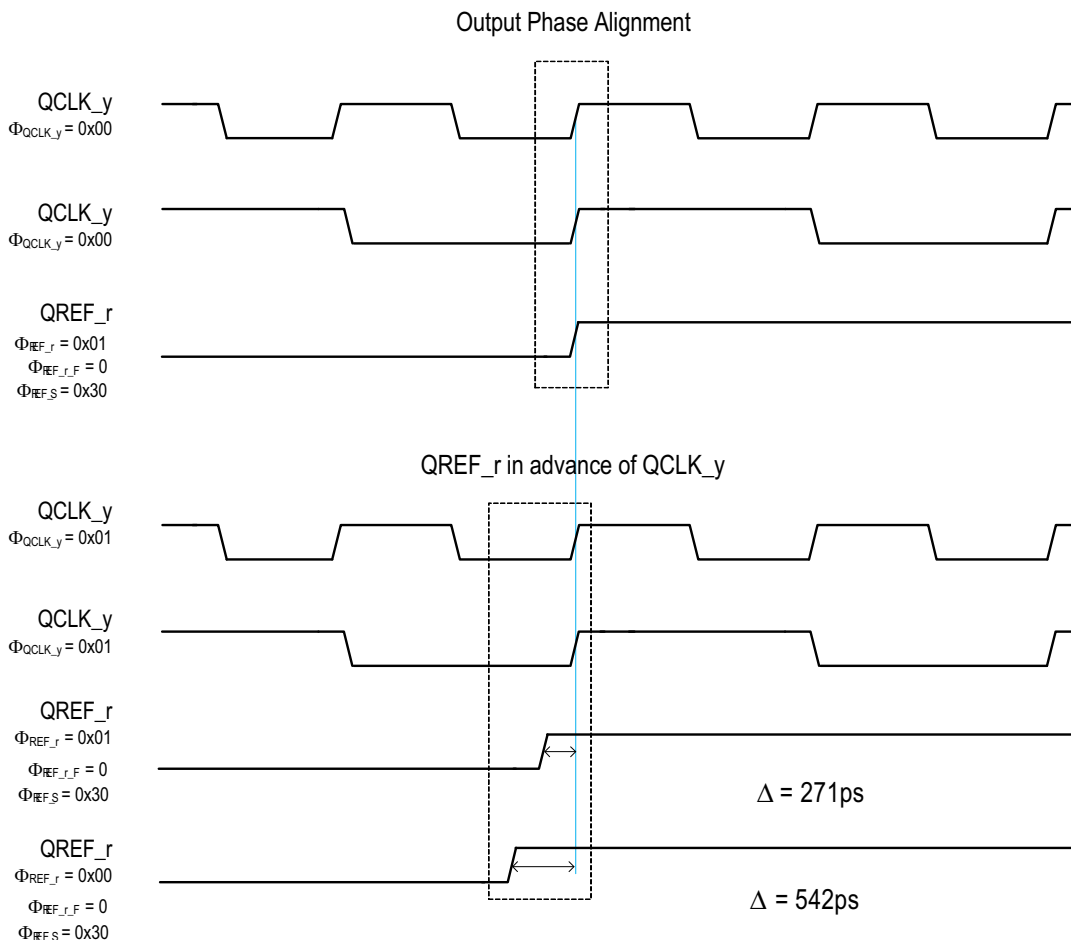 Output Phase Alignment
QCLK_y
ΦQCLK_y = 0x00
QCLK_y
ΦQCLK_y = 0x00
QREF_r
ΦREF_r = 0x01
ΦREF_r_F = 0
ΦREF_S = 0x30
QREF_r in advance of QCLK_y
QCLK_y
ΦQCLK_y = 0x01
QCLK_y
ΦQCLK_y = 0x01
QREF_r
ΦREF_r = 0x01
ΦREF_r_F = 0
ΦREF_S = 0x30
Δ = 271ps
QREF_r
ΦREF_r = 0x00
ΦREF_r_F = 0
ΦREF_S = 0x30
Δ = 542ps